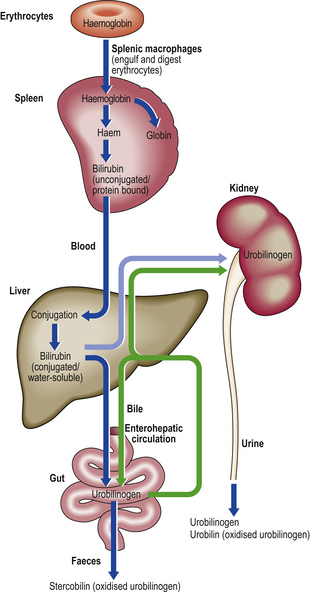 Erythrocytes
Haemoglobin
Splenic macrophages
(engulf and digest
erythrocytes)
Spleen
Haemoglobin
Haem
Globin
Bilirubin
(unconjugated/
protein bound)
Kidney
Urobilinogen
Blood
Liver
Conjugation
Bilirubin
(conjugated/
water-soluble)
Bile
Enterohepatic
circulation
Urine
Gut
Urobilinogen
Urobilinogen
Urobilin (oxidised urobilinogen)
Faeces
Stercobilin (oxidised urobilinogen)